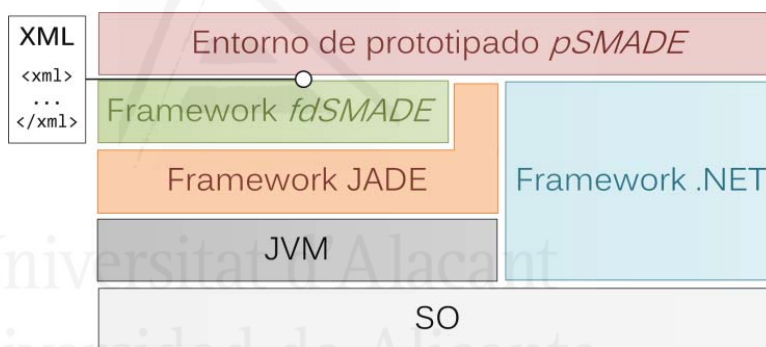 XML
<xml>
...
</xml>
Entorno de prototipado pSMADE
Framework fdSMADE
Framework JADE
Framework .NET
JVM
SO
Universitat d'Alacant
Universidad de Alicante